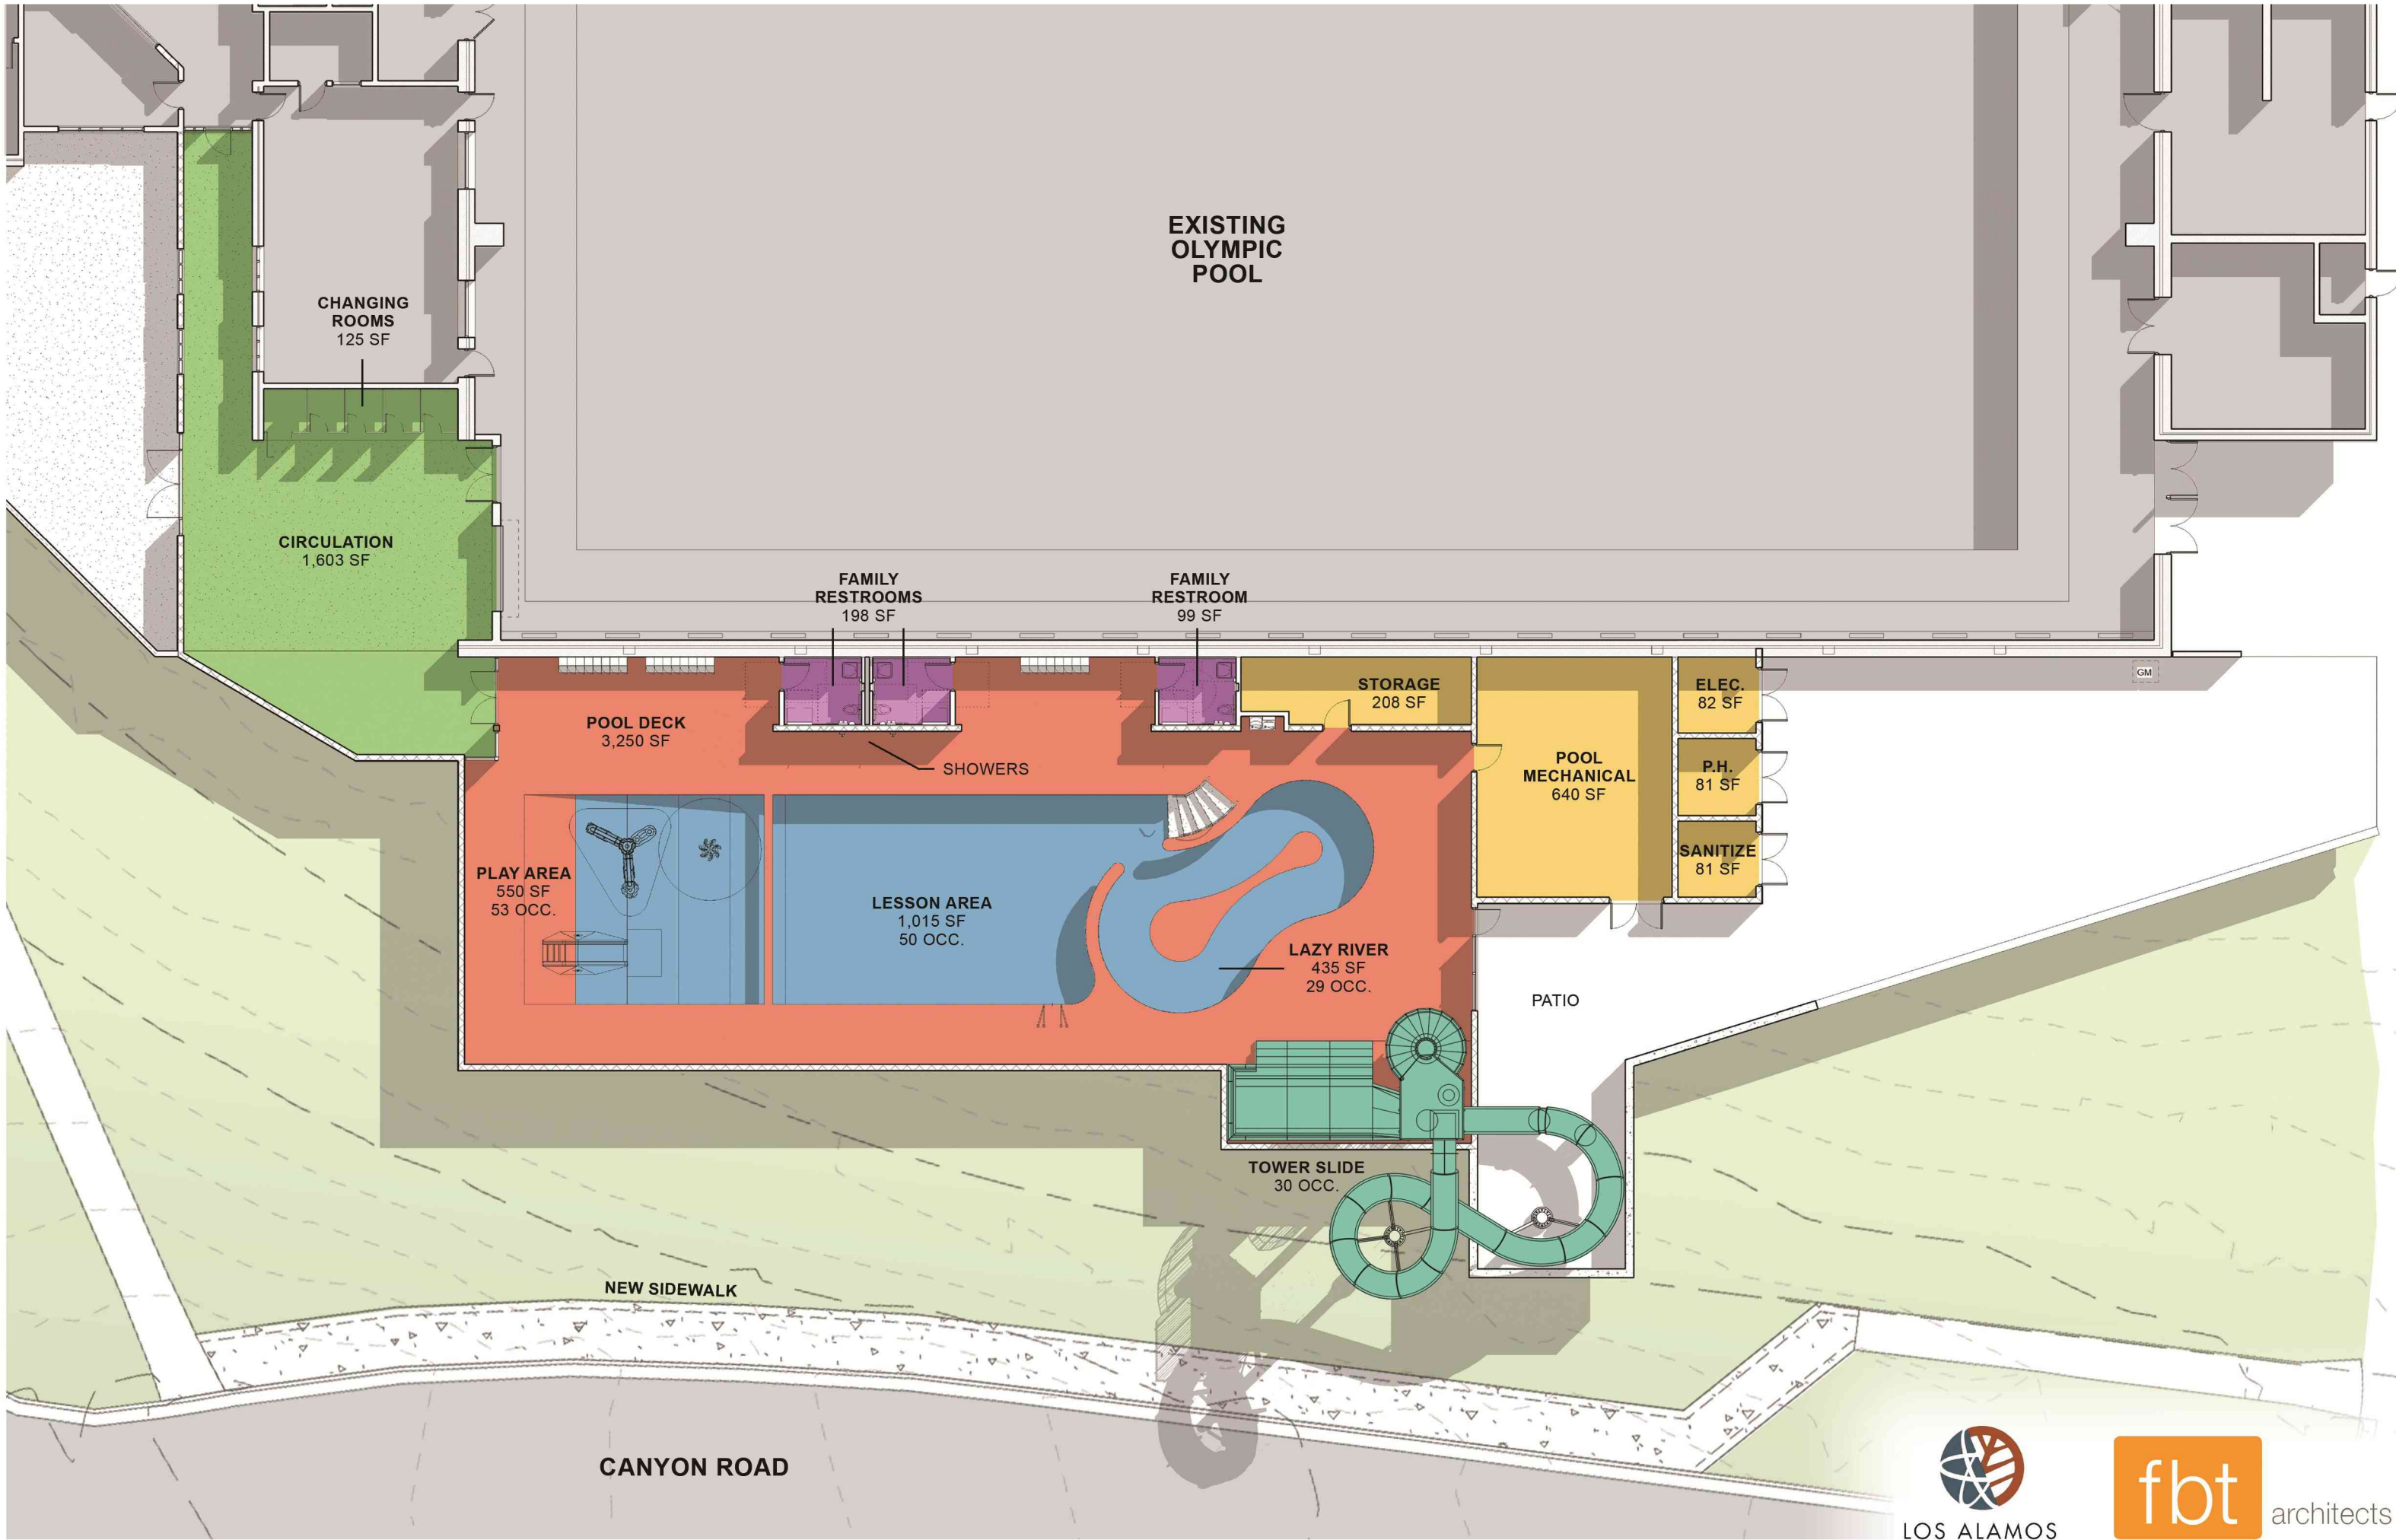 EXISTING
OLYMPIC
POOL
CHANGING
ROOMS
125 SF
CIRCULATION
1,603 SF
FAMILY
RESTROOMS
198 SF
FAMILY
RESTROOM
99 SF
GM
STORAGE
208 SF
ELEC.
82 SF
POOL DECK
3,250 SF
SHOWERS
POOL
MECHANICAL
640 SF
P.H.
81 SF
SANITIZE
81 SF
PLAY AREA
550 SF
53 OCC.
LESSON AREA
1,015 SF
50 OCC.
LAZY RIVER
435 SF
29 OCC.
PATIO
TOWER SLIDE
30 OCC.
NEW SIDEWALK
CANYON ROAD
LOS ALAMOS
fbt
architects